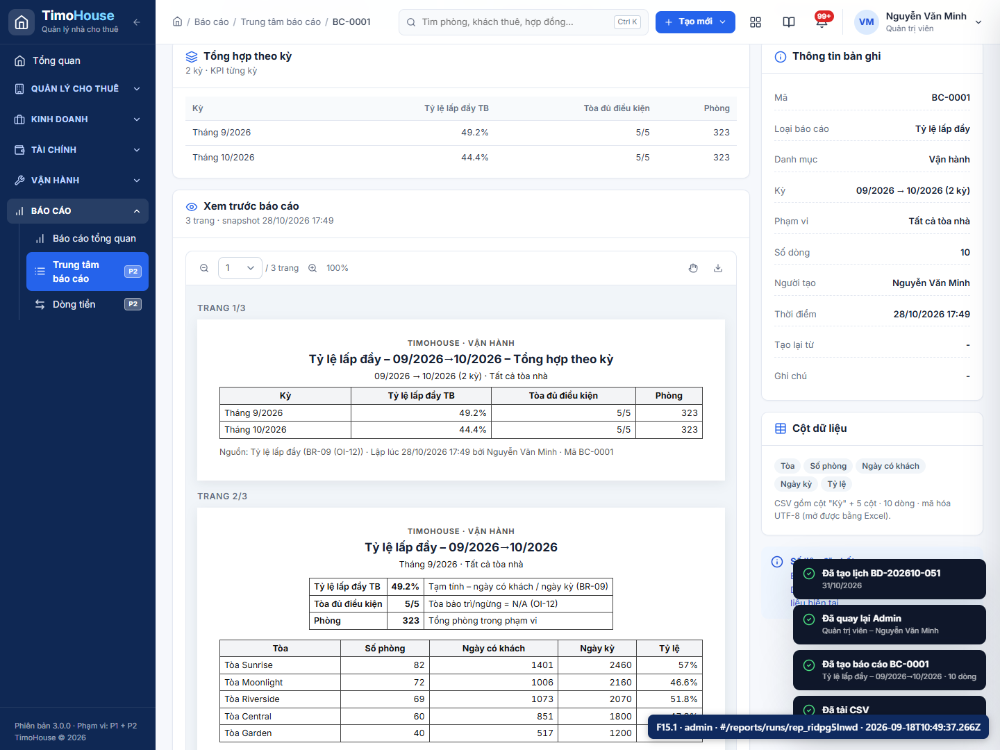 TimoHouse
Quản lý nhà cho thuê
Tổng quan
QUẢN LÝ CHO THUÊ
KINH DOANH
TÀI CHÍNH
VẬN HÀNH
BÁO CÁO
Báo cáo tổng quan
Trung tâm
báo cáo
P2
Dòng tiền
P2
Phiên bản 3.0.0 · Phạm vi: P1 + P2
TimoHouse © 2026
/ Báo cáo / Trung tâm báo cáo / BC-0001
Tìm phòng, khách thuê, hợp đồng...
Ctrl K
Tạo mới
99+
VM
Nguyễn Văn Minh
Quản trị viên
Tổng hợp theo kỳ
2 kỳ · KPI từng kỳ
Kỳ Tỷ lệ lấp đầy TB Tòa đủ điều kiện Phòng
Tháng 9/2026 49.2% 5/5 323
Tháng 10/2026 44.4% 5/5 323
Xem trước báo cáo
3 trang · snapshot 28/10/2026 17:49
1 / 3 trang 100%
TRANG 1/3
TIMOHOUSE · VẬN HÀNH
Tỷ lệ lấp đầy – 09/2026→10/2026 – Tổng hợp theo kỳ
09/2026 → 10/2026 (2 kỳ) · Tất cả tòa nhà
Kỳ Tỷ lệ lấp đầy TB Tòa đủ điều kiện Phòng
Tháng 9/2026 49.2% 5/5 323
Tháng 10/2026 44.4% 5/5 323
Nguồn: Tỷ lệ lấp đầy (BR-09 (OI-12)) · Lập lúc 28/10/2026 17:49 bởi Nguyễn Văn Minh · Mã BC-0001
TRANG 2/3
TIMOHOUSE · VẬN HÀNH
Tỷ lệ lấp đầy – 09/2026→10/2026
Tháng 9/2026 · Tất cả tòa nhà
Tỷ lệ lấp đầy TB 49.2% Tạm tính – ngày có khách / ngày kỳ (BR-09)
Tòa đủ điều kiện 5/5 Tòa bảo trì/ngừng = N/A (OI-12)
Phòng 323 Tổng phòng trong phạm vi
Tòa Số phòng Ngày có khách Ngày kỳ Tỷ lệ
Tòa Sunrise 82 1401 2460 57%
Tòa Moonlight 72 1006 2160 46.6%
Tòa Riverside 69 1073 2070 51.8%
Tòa Central 60 851 1800
Tòa Garden 40 517 1200
Thông tin bản ghi
Mã BC-0001
Loại báo cáo Tỷ lệ lấp đầy
Danh mục Vận hành
Kỳ 09/2026 → 10/2026 (2 kỳ)
Phạm vi Tất cả tòa nhà
Số dòng 10
Người tạo Nguyễn Văn Minh
Thời điểm 28/10/2026 17:49
Tạo lại từ -
Ghi chú -
Cột dữ liệu
Tòa Số phòng Ngày có khách
Ngày kỳ Tỷ lệ
CSV gồm cột "Kỳ" + 5 cột · 10 dòng · mã hóa
UTF-8 (mở được bằng Excel).
liệu hiện tại
Đã tạo lịch BD-202610-051
31/10/2026
Đã quay lại Admin
Quản trị viên – Nguyễn Văn Minh
Đã tạo báo cáo BC-0001
Tỷ lệ lấp đầy – 09/2026→10/2026 · 10 dòng
Đã tải CSV
F15.1 · admin · #/reports/runs/rep_ridpg5lnwd · 2026-09-18T10:49:37.266Z